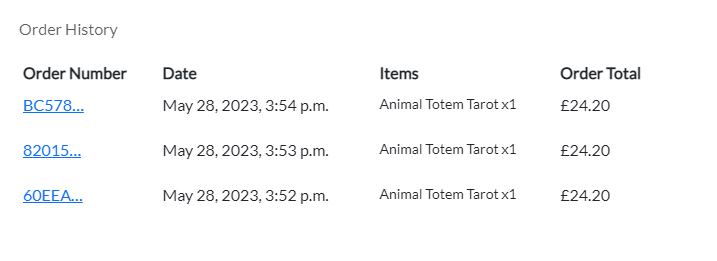 Order History
Order Number Date Items Order Total
BC578... May 28, 2023, 3:54 p.m. Animal Totem Tarot x1 £24.20
82015... May 28, 2023, 3:53 p.m. Animal Totem Tarot x1 £24.20
60EEA... May 28, 2023, 3:52 p.m. Animal Totem Tarot x1 £24.20